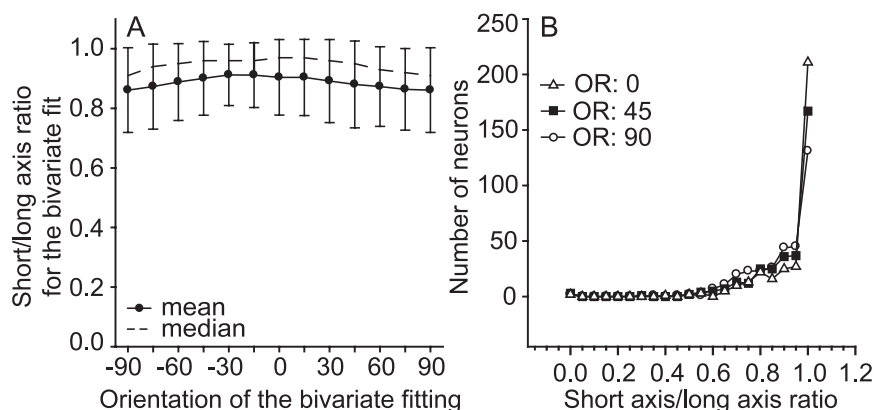 A
Short/long axis ratio
for the bivariate fit
1.0
0.8
0.6
0.4
0.2
0.0
mean
median
-90 -60 -30 0 30 60 90
Orientation of the bivariate fitting
B
OR: 0
OR: 45
OR: 90
Number of neurons
250
200
150
100
50
0
0.0 0.2 0.4 0.6 0.8 1.0 1.2
Short axis/long axis ratio